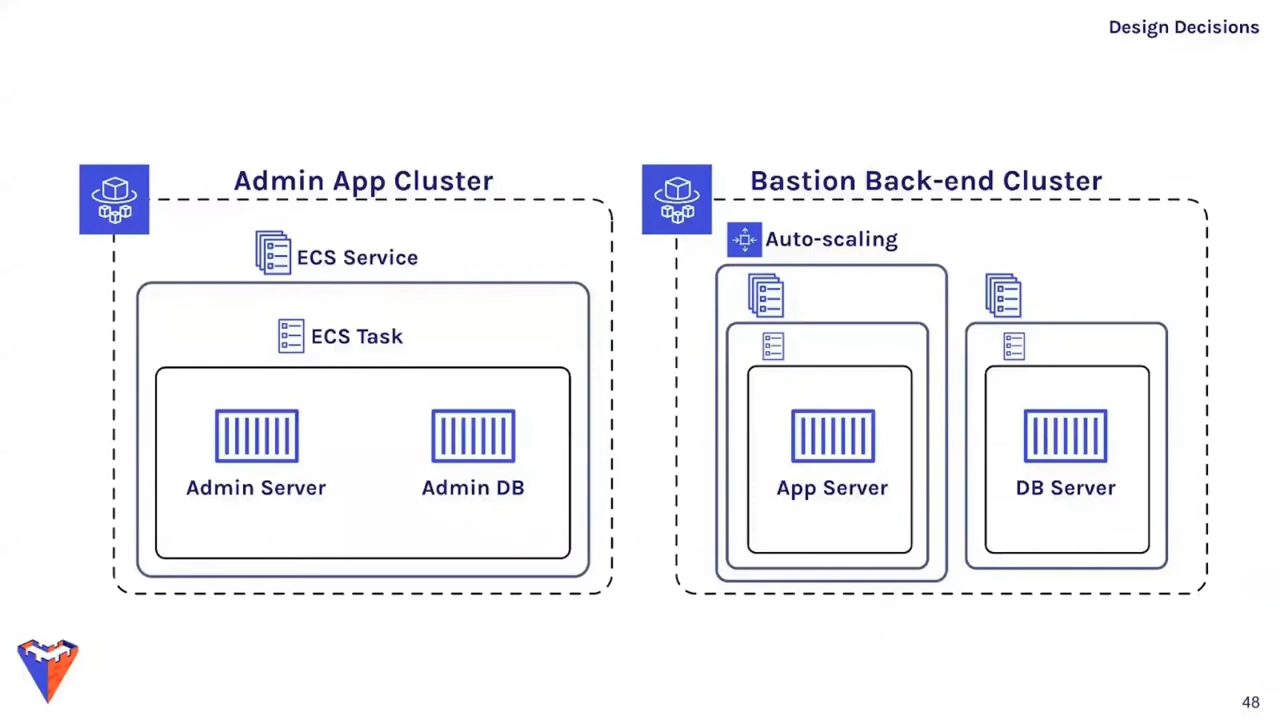 Design Decisions
Admin App Cluster
ECS Service
ECS Task
Admin Server
Admin DB
Bastion Back-end Cluster
Auto-scaling
App Server
DB Server
48